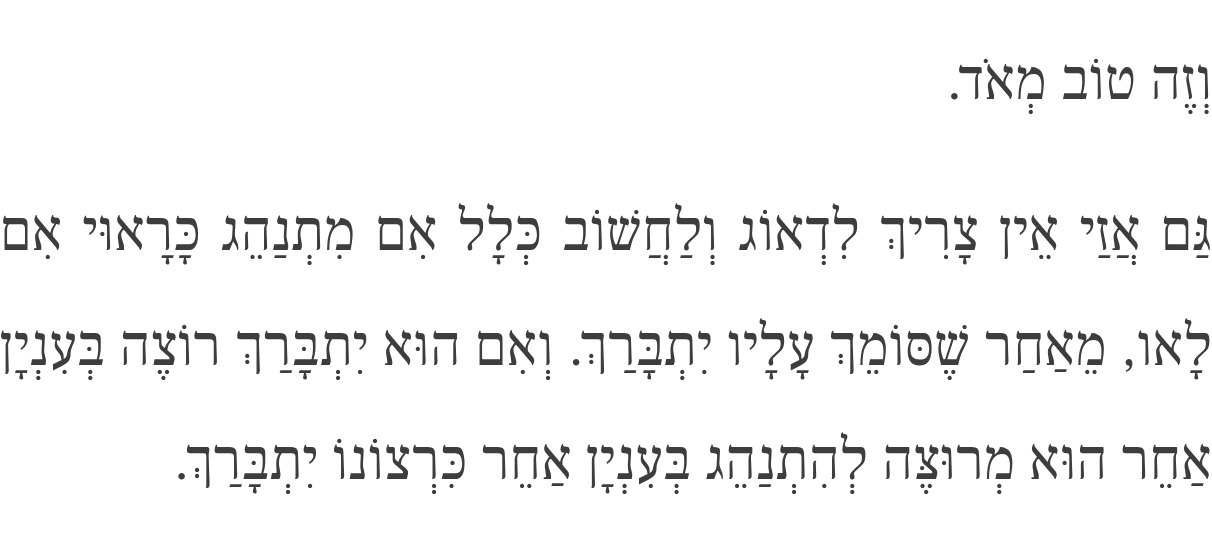 וְזֶה טוֹב מְאֹד.
גַּם אֲזַי אֵין צָרִיךְ לִדְאוֹג וְלַחֲשׁוֹב כְּלָל אִם מִתְנַהֵג כָּרָאוּי אִם
לָאו, מֵאַחַר שֶׁסּוֹמֵךְ עָלָיו יִתְבָּרַךְ. וְאִם הוּא יִתְבָּרַךְ רוֹצֶה בְּעִנְיָן
אַחֵר הוּא מְרוּצֶּה לְהִתְנַהֵג בְּעִנְיָן אַחֵר כִּרְצוֹנוֹ יִתְבָּרַךְ.